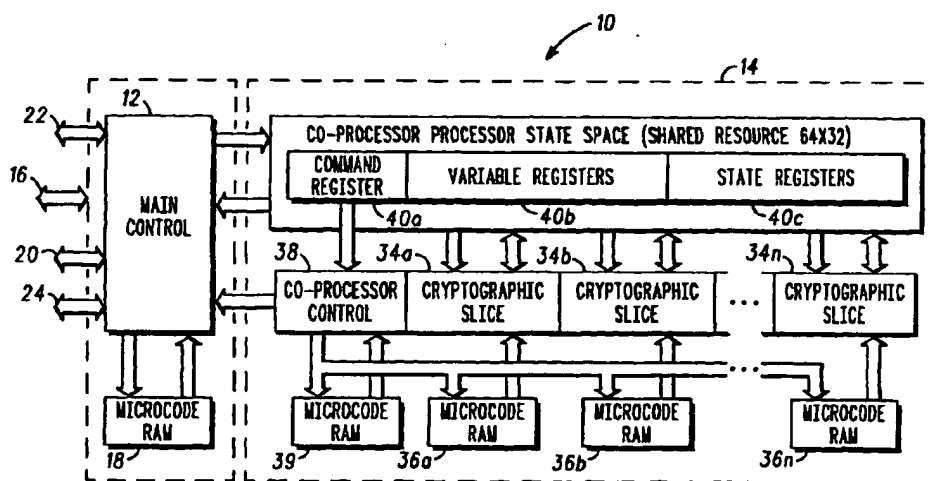 10
14
22
12
16
20
24
MAIN
CONTROL
CO-PROCESSOR PROCESSOR STATE SPACE (SHARED RESOURCE 64X32)
COMMAND
REGISTER
VARIABLE REGISTERS
STATE REGISTERS
40a
40b
40c
38
34a
34b
34n
CO-PROCESSOR
CONTROL
CRYPTOGRAPHIC
SLICE
CRYPTOGRAPHIC
SLICE
...
CRYPTOGRAPHIC
SLICE
...
MICROCODE
RAM
MICROCODE
RAM
MICROCODE
RAM
MICROCODE
RAM
MICROCODE
RAM
18
39
36a
36b
36n